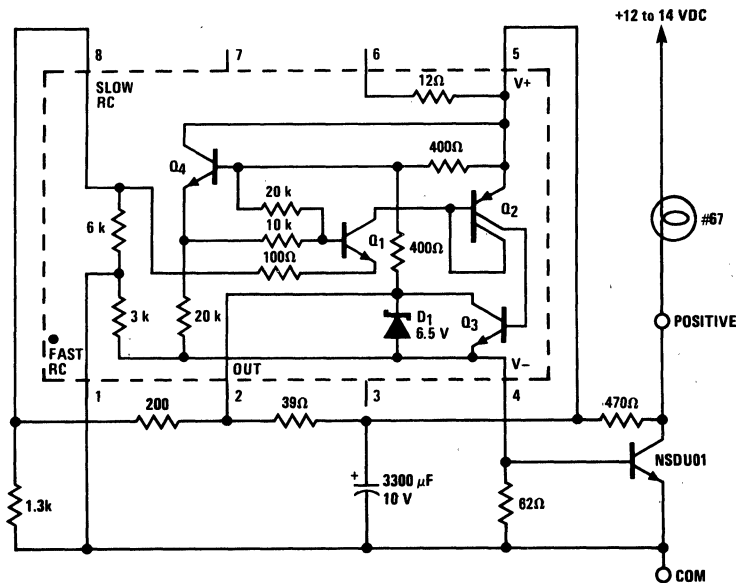 +12 to 14 VDC
8
7
6
5
SLOW
RC
12Ω
V+
Q4
400Ω
20 k
Q2
6 k
10 k
Q1
400Ω
#67
100Ω
3 k
20 k
D1
6.5 V
Q3
POSITIVE
FAST
RC
OUT
V−
1
2
3
4
200
39Ω
470Ω
NSDU01
+
3300 μF
10 V
1.3k
62Ω
COM